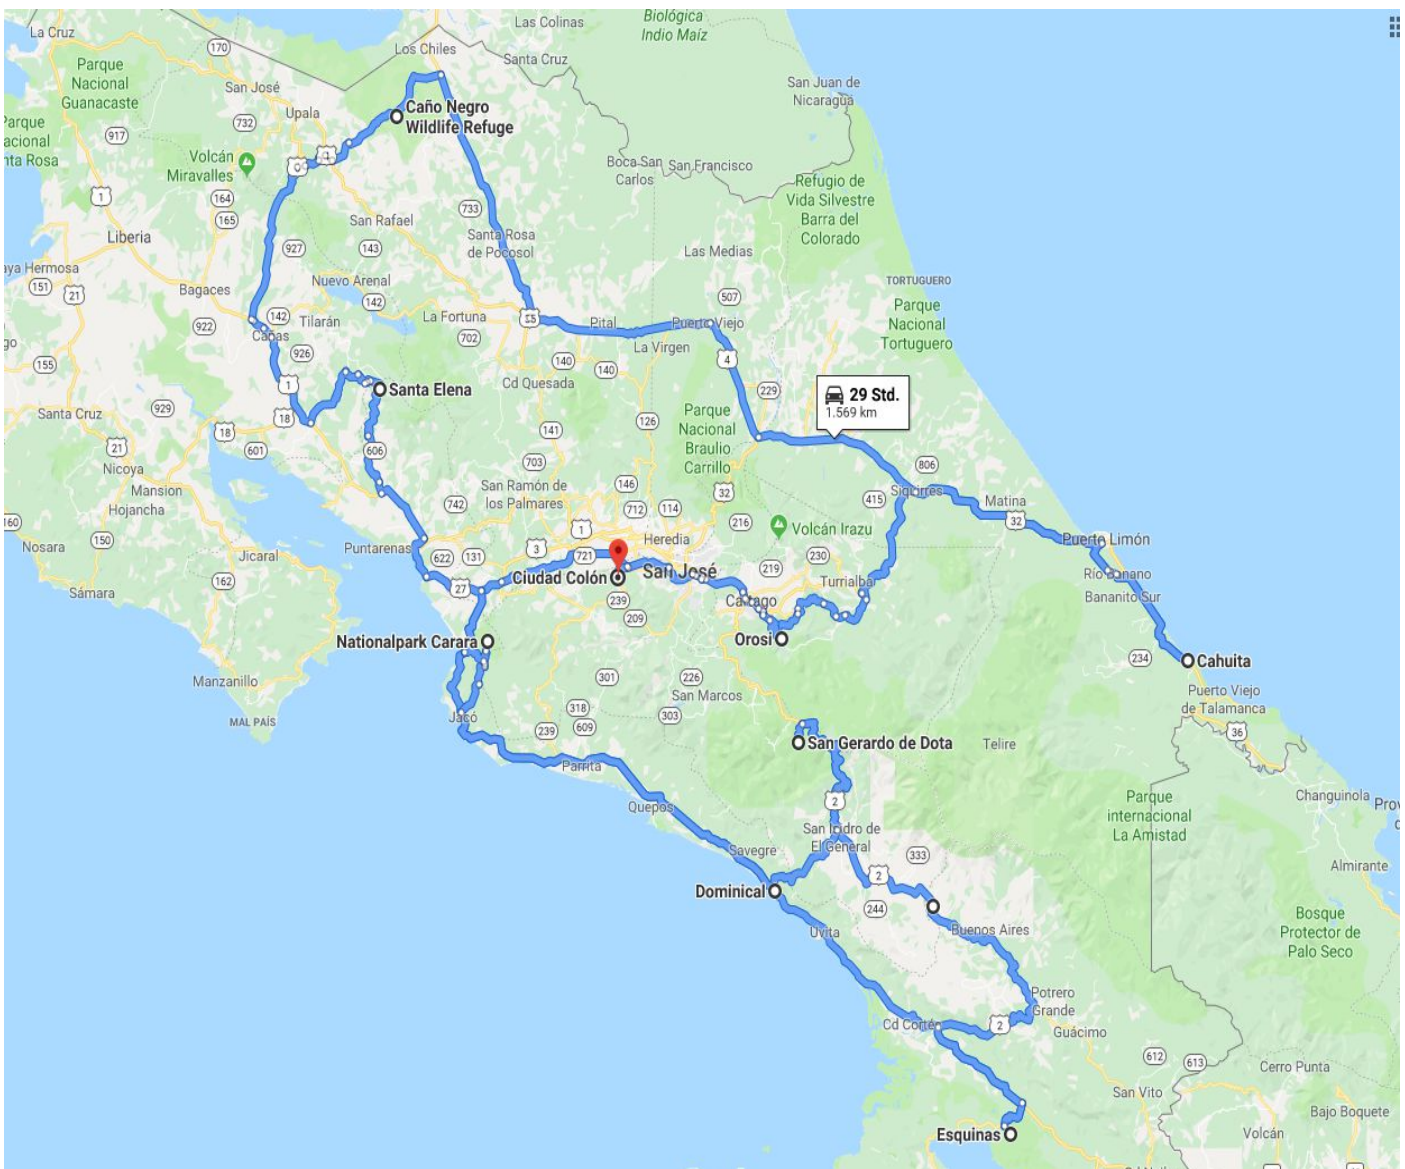 La Cruz
Las Colinas
Biológica
Indio Maíz
170
Los Chiles
Santa Cruz
Parque
Nacional
Guanacaste
San José
San Juan de
Nicaragua
Upala
Caño Negro
Wildlife Refuge
732
Parque
acional
nta Rosa
917
Volcán
Miravalles
Boca San
Carlos
San Francisco
Refugio de
Vida Silvestre
Barra del
Colorado
1
164
165
733
San Rafael
Liberia
927
143
Santa Rosa
de Pocosol
Las Medias
aya Hermosa
151
21
Bagaces
Nuevo Arenal
142
TORTUGUERO
507
Parque
Nacional
Tortuguero
922
142
Tilarán
La Fortuna
702
35
Pital
Puerto Viejo
Cañas
926
La Virgen
4
go
155
140
140
1
Santa Elena
Cd Quesada
229
29 Std.
1.569 km
Santa Cruz
929
18
18
126
Parque
Nacional
Braulio
Carrillo
21
601
606
141
Nicoya
703
806
Mansion
Hojancha
San Ramón de
los Palmares
146
32
415
Siquirres
Matina
742
712
114
216
32
160
150
1
Volcán Irazu
Nosara
Jicaral
Puntarenas
3
721
Heredia
230
Puerto Limón
622
131
Ciudad Colón
San José
219
Turrialba
Río Banano
Bananito Sur
162
27
239
Sámara
209
Cartago
Nationalpark Carara
Orosi
234
Cahuita
Manzanillo
301
226
San Marcos
Puerto Viejo
de Talamanca
MAL PAÍS
Jacó
318
303
609
239
36
San Gerardo de Dota
Telire
Parrita
2
Parque
internacional
La Amistad
Changuinola
Quepos
San Isidro de
El General
Savegre
333
Almirante
2
Dominical
244
Buenos Aires
Bosque
Protector de
Palo Seco
Uvita
Potrero
Grande
Cd Cortés
2
Guácimo
612
613
Cerro Punta
San Vito
Bajo Boquete
Esquinas
Volcán